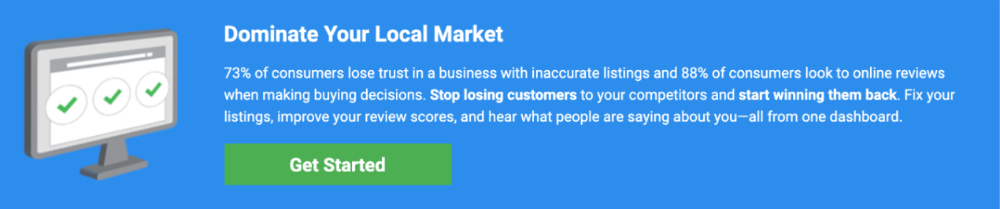 Dominate Your Local Market
73% of consumers lose trust in a business with inaccurate listings and 88% of consumers look to online reviews
when making buying decisions. Stop losing customers to your competitors and start winning them back. Fix your
listings, improve your review scores, and hear what people are saying about you—all from one dashboard.
Get Started